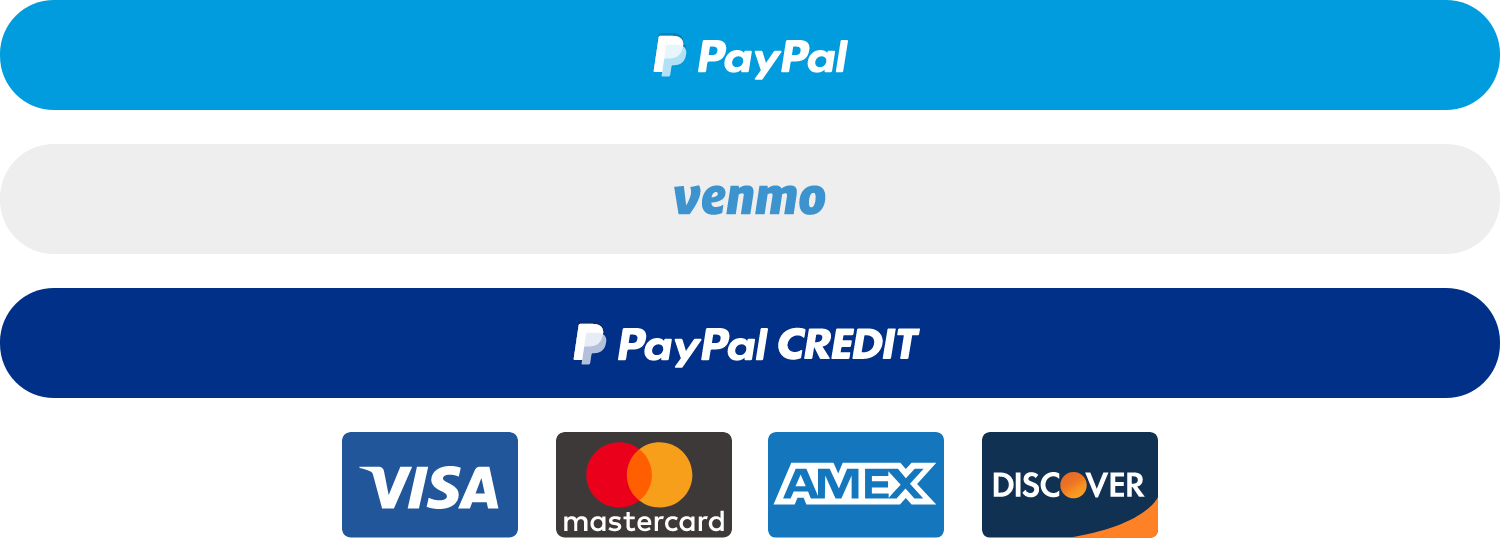 PayPal
venmo
PayPal CREDIT
VISA
mastercard
AMEX
DISCOVER